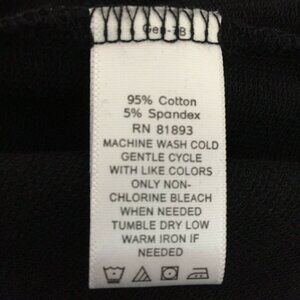 95% Cotton
5% Spandex
RN 81893
MACHINE WASH COLD
GENTLE CYCLE
WITH LIKE COLORS
ONLY NON-
CHLORINE BLEACH
WHEN NEEDED
TUMBLE DRY LOW
WARM IRON IF
NEEDED